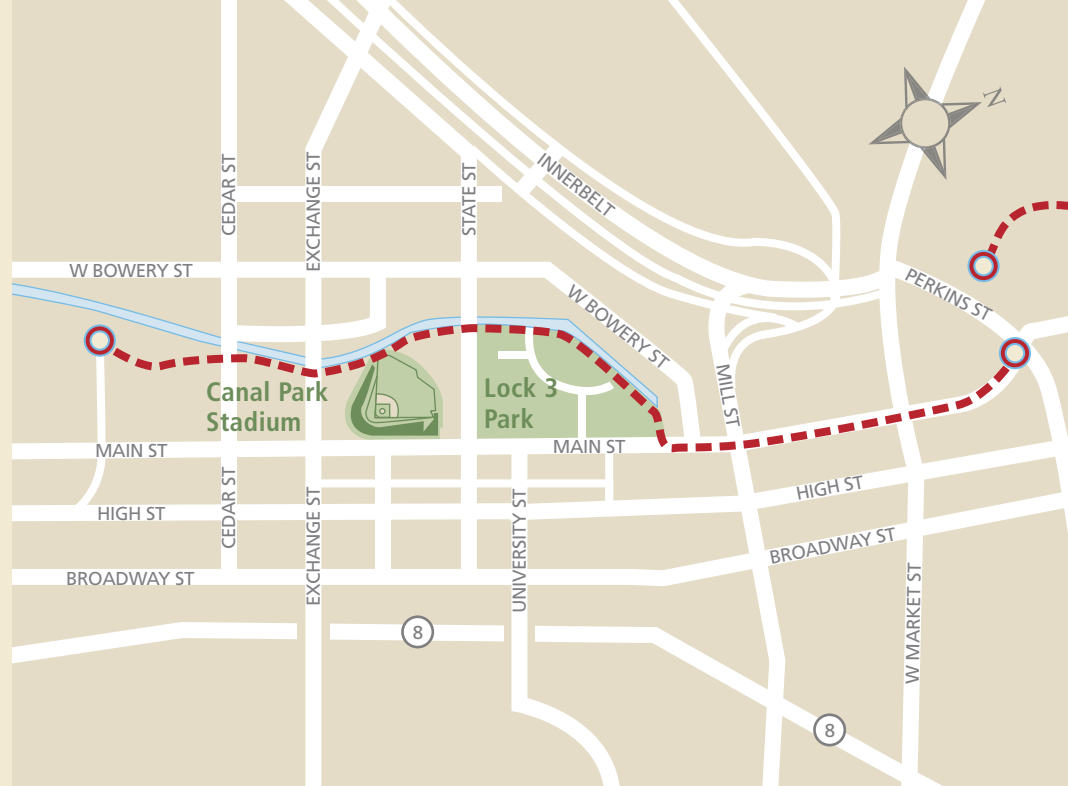 N
INNERBELT
CEDAR ST
EXCHANGE ST
STATE ST
W BOWERY ST
PERKINS ST
W BOWERY ST
MILL ST
Canal Park
Stadium
Lock 3
Park
MAIN ST
MAIN ST
HIGH ST
HIGH ST
CEDAR ST
EXCHANGE ST
UNIVERSITY ST
BROADWAY ST
BROADWAY ST
W MARKET ST
8
8